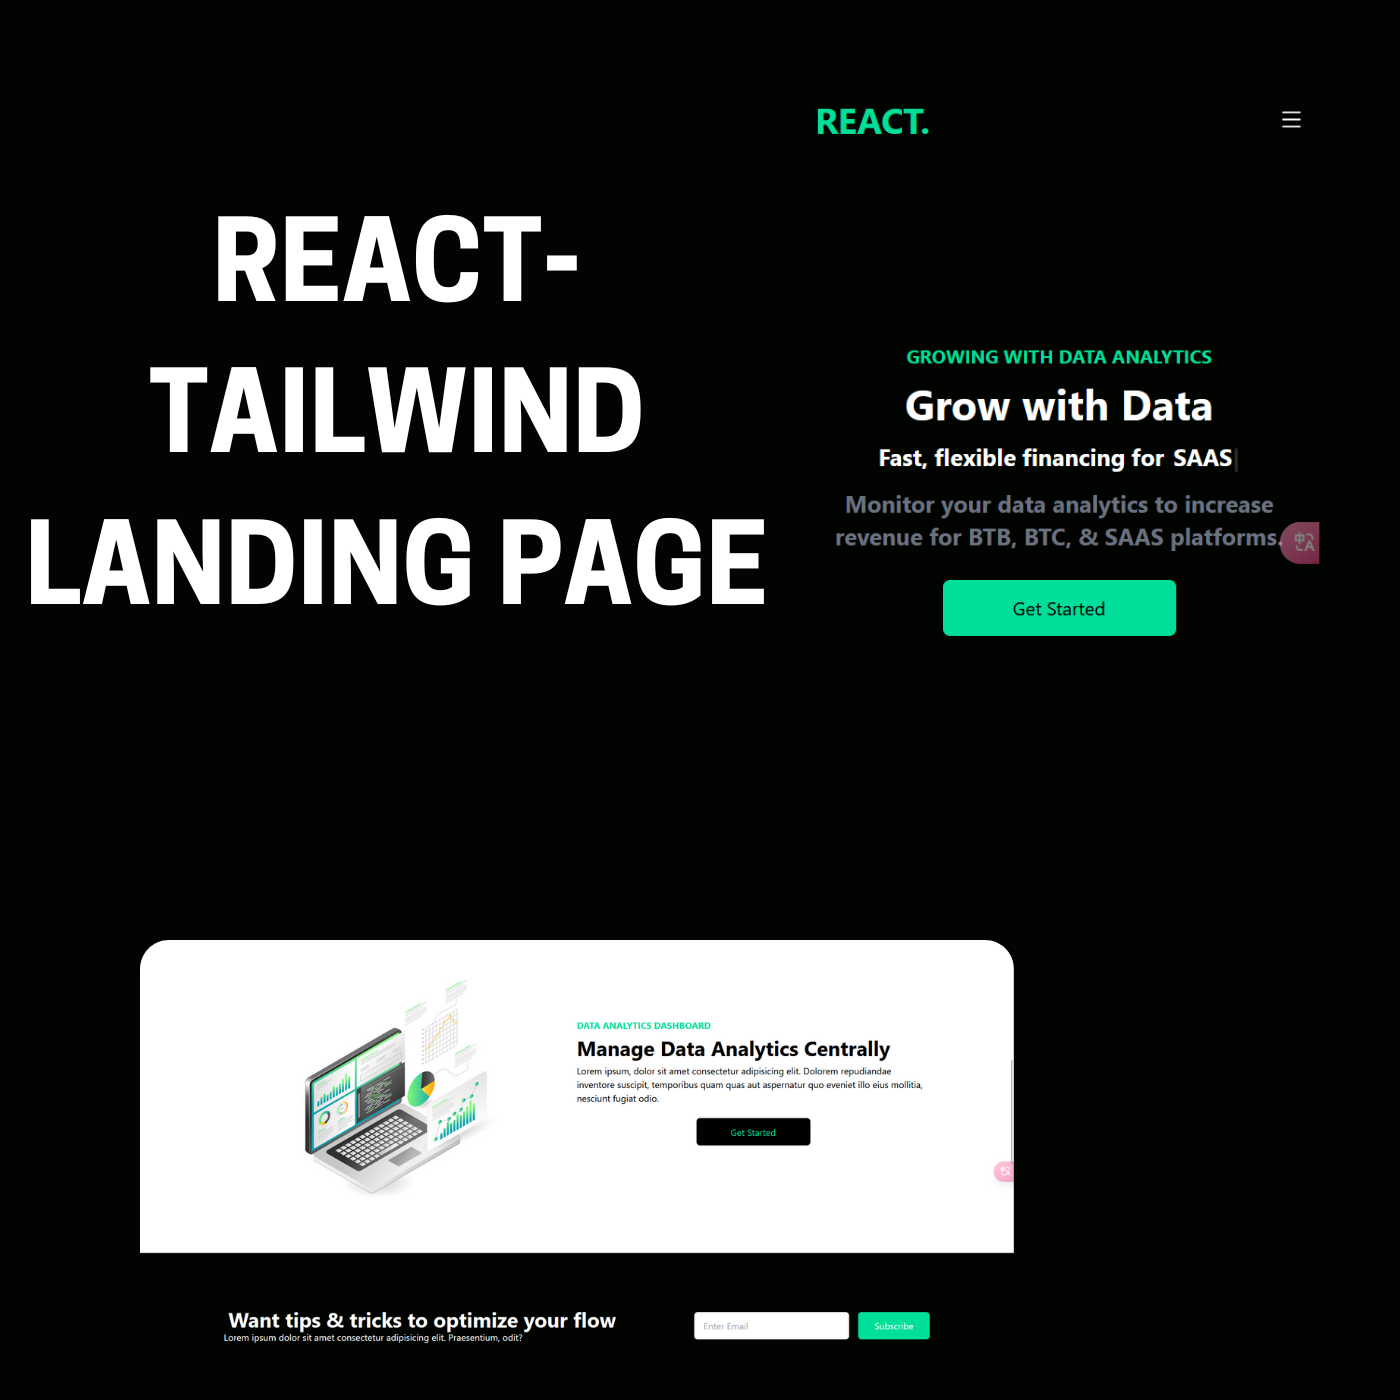 REACT-
TAILWIND
LANDING PAGE
REACT.
GROWING WITH DATA ANALYTICS
Grow with Data
Fast, flexible financing for SAAS
Monitor your data analytics to increase
revenue for BTB, BTC, & SAAS platforms.
Get Started
DATA ANALYTICS DASHBOARD
Manage Data Analytics Centrally
Lorem ipsum, dolor sit amet consectetur adipisicing elit. Dolorem repudiandae
inventore suscipit, temporibus quam quas aut aspernatur quo eveniet illo eius mollitia,
nesciunt fugiat odio.
Get Started
Want tips & tricks to optimize your flow
Lorem ipsum dolor sit amet consectetur adipisicing elit. Praesentium, odit?
Enter Email
Subscribe